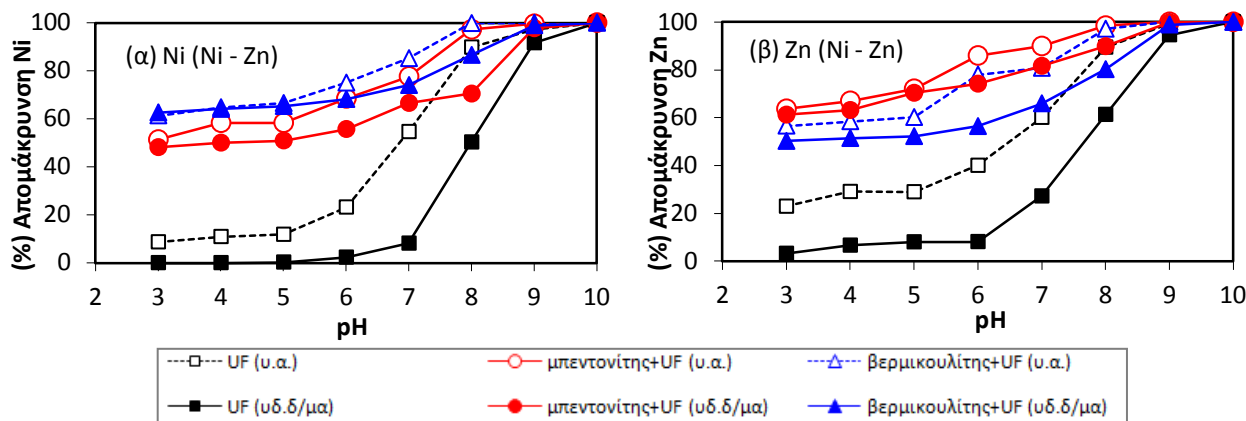 (%) Απομάκρυνση Ni
100
80
60
40
20
0
(α) Ni (Ni - Zn)
2 3 4 5 6 7 8 9 10
pH
(%) Απομάκρυνση Zn
100
80
60
40
20
0
(β) Zn (Ni - Zn)
2 3 4 5 6 7 8 9 10
pH
UF (υ.α.) μπεντονίτης+UF (υ.α.) βερμικουλίτης+UF (υ.α.)
UF (υδ.δ/μα) μπεντονίτης+UF (υδ.δ/μα) βερμικουλίτης+UF (υδ.δ/μα)